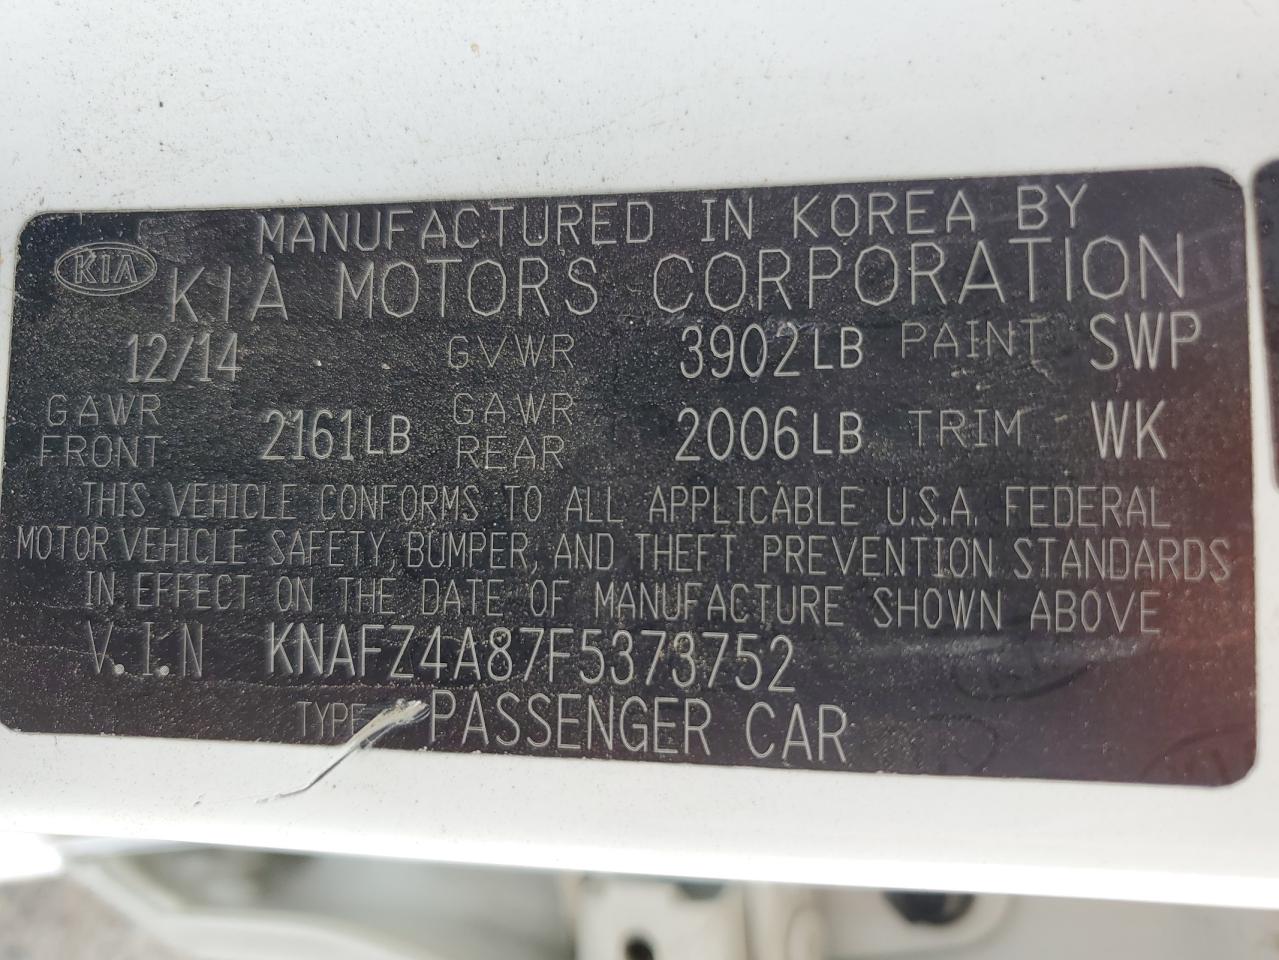 MANUFACTURED IN KOREA BY
KIA KIA MOTORS CORPORATION
12/14 GVWR 3902LB PAINT SWP
GAWR FRONT 2161LB GAWR REAR 2006LB TRIM WK
THIS VEHICLE CONFORMS TO ALL APPLICABLE U.S.A. FEDERAL
MOTOR VEHICLE SAFETY, BUMPER, AND THEFT PREVENTION STANDARDS
IN EFFECT ON THE DATE OF MANUFACTURE SHOWN ABOVE
V.I.N KNAFZ4A87F5373752
TYPE PASSENGER CAR